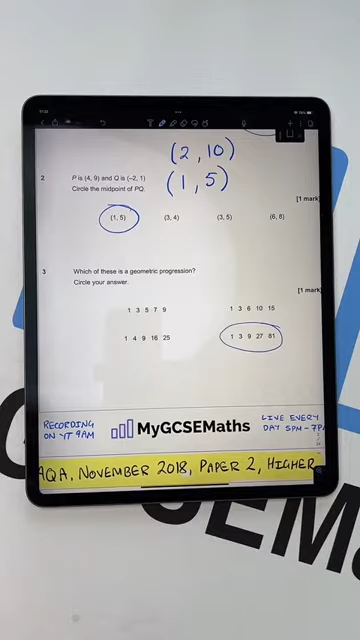 (2, 10)
2 P is (4, 9) and Q is (−2, 1)
(1, 5)
Circle the midpoint of PQ.
[1 mark]
(1, 5) (3, 4) (3, 5) (6, 8)
3 Which of these is a geometric progression?
Circle your answer.
[1 mark]
1 3 5 7 9 1 3 6 10 15
1 4 9 16 25 1 3 9 27 81
RECORDING
ON YT 9AM
MyGCSEMaths
LIVE EVERY
DAY 5PM-7P
AQA, NOVEMBER 2018, PAPER 2, HIGHER